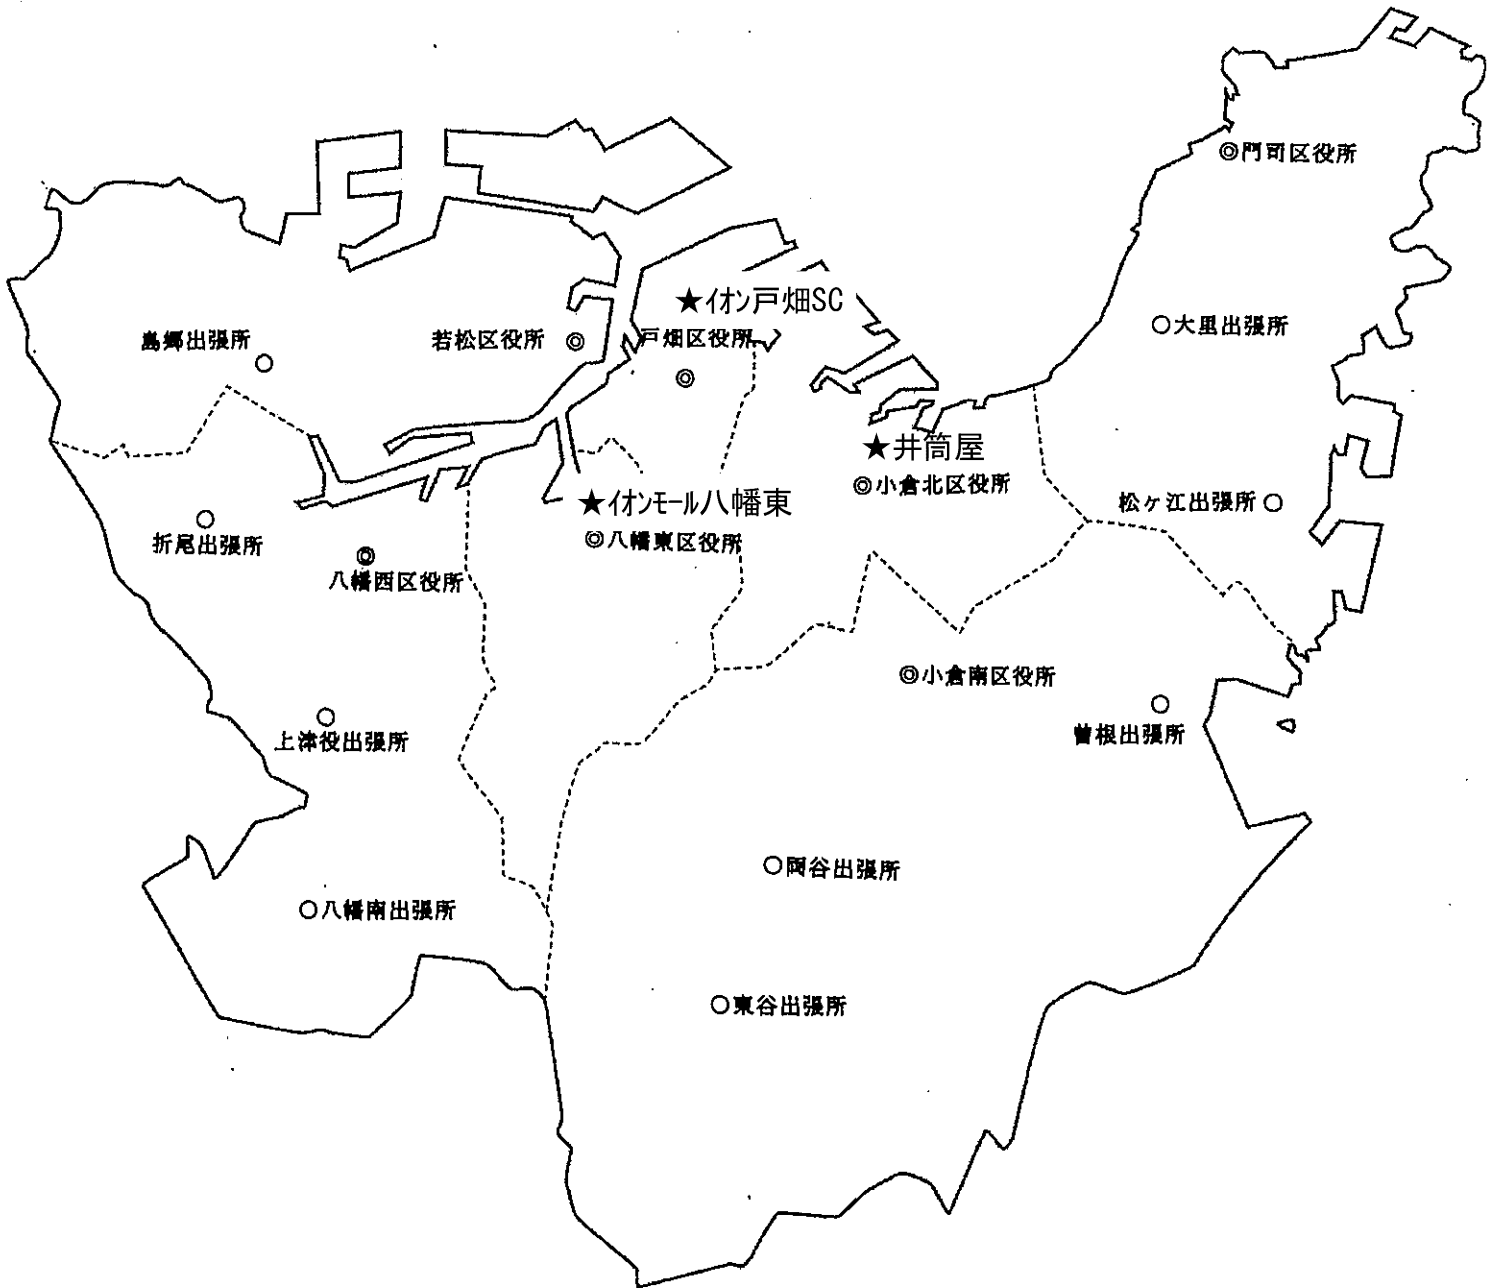 ◎門司区役所
★イオン戸畑SC
○大里出張所
島郷出張所
若松区役所
戸畑区役所
★井筒屋
◎小倉北区役所
★イオンモール八幡東
松ヶ江出張所○
折尾出張所
◎八幡東区役所
八幡西区役所
◎小倉南区役所
曽根出張所
上津役出張所
○両谷出張所
○八幡南出張所
○東谷出張所